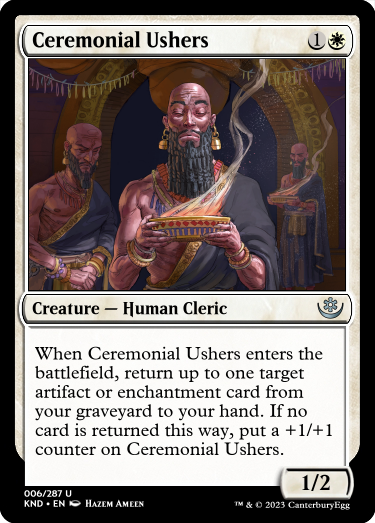 Ceremonial Ushers 1
Creature — Human Cleric
When Ceremonial Ushers enters the
battlefield, return up to one target
artifact or enchantment card from
your graveyard to your hand. If no
card is returned this way, put a +1/+1
counter on Ceremonial Ushers.
1/2
006/287 U
KND • EN Hazem Ameen
™ & © 2023 CanterburyEgg